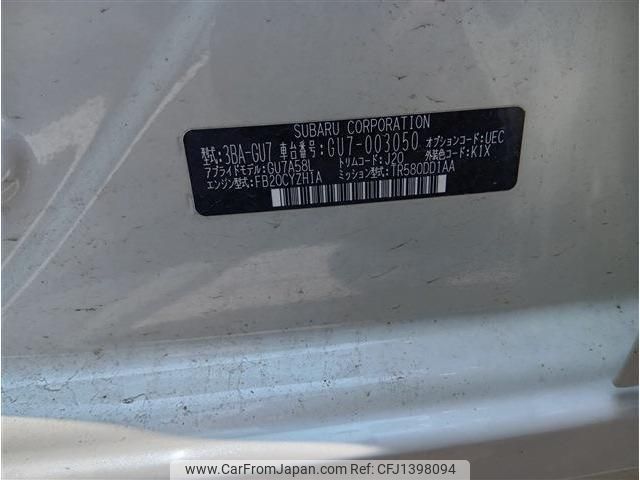 SUBARU CORPORATION
型式:3BA-GU7 車台番号:GU7-003050 オプションコード:UEC
アプライドモデル:GU7A58L トリムコード:J20 外装色コード:K1X
エンジン型式:FB20CYZH1A ミッション型式:TR580DD1AA
www.CarFromJapan.com ID: CFJ1398094